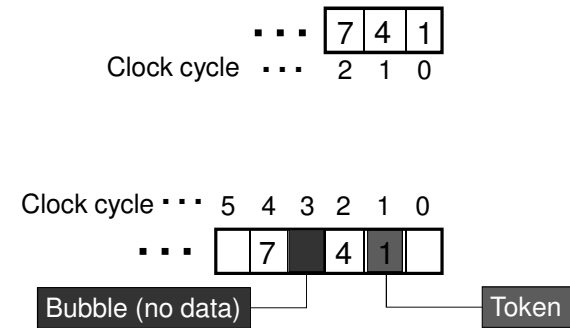 ... 7 4 1
Clock cycle ... 2 1 0
Clock cycle ... 5 4 3 2 1 0
... 7 4 1
Bubble (no data) Token